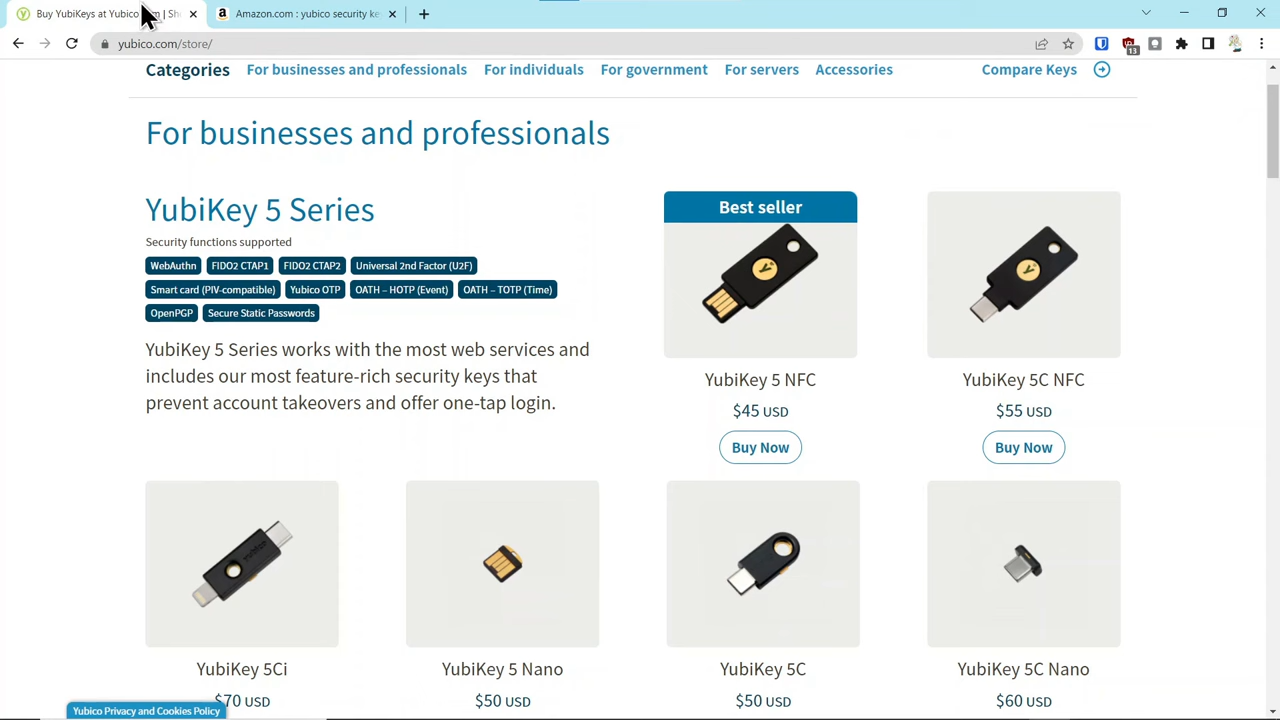 Buy YubiKeys at Yubico
Sh
Amazon.com : yubico security ke
yubico.com/store/
13
Categories
For businesses and professionals
For individuals
For government
For servers
Accessories
Compare Keys
For businesses and professionals
YubiKey 5 Series
Security functions supported
WebAuthn
FIDO2 CTAP1
FIDO2 CTAP2
Universal 2nd Factor (U2F)
Smart card (PIV-compatible)
Yubico OTP
OATH – HOTP (Event)
OATH – TOTP (Time)
OpenPGP
Secure Static Passwords
YubiKey 5 Series works with the most web services and
includes our most feature-rich security keys that
prevent account takeovers and offer one-tap login.
Best seller
YubiKey 5 NFC
$45 USD
Buy Now
YubiKey 5C NFC
$55 USD
Buy Now
YubiKey 5Ci
$70 USD
YubiKey 5 Nano
$50 USD
YubiKey 5C
$50 USD
YubiKey 5C Nano
$60 USD
Yubico Privacy and Cookies Policy